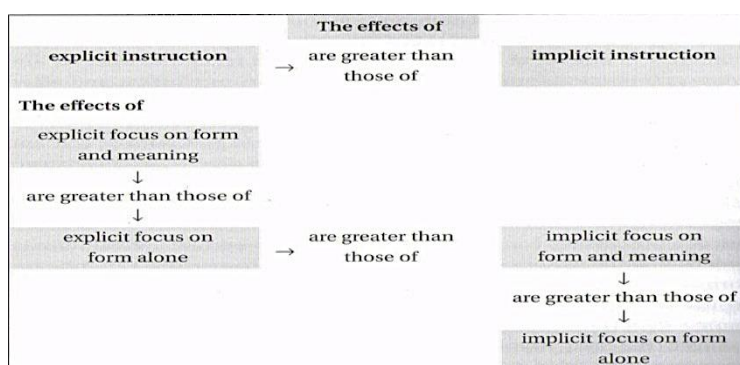 The effects of
explicit instruction → are greater than those of implicit instruction
The effects of
explicit focus on form
and meaning
↓
are greater than those of
↓
explicit focus on
form alone
→
are greater than
those of
implicit focus on
form and meaning
↓
are greater than those of
↓
implicit focus on form
alone